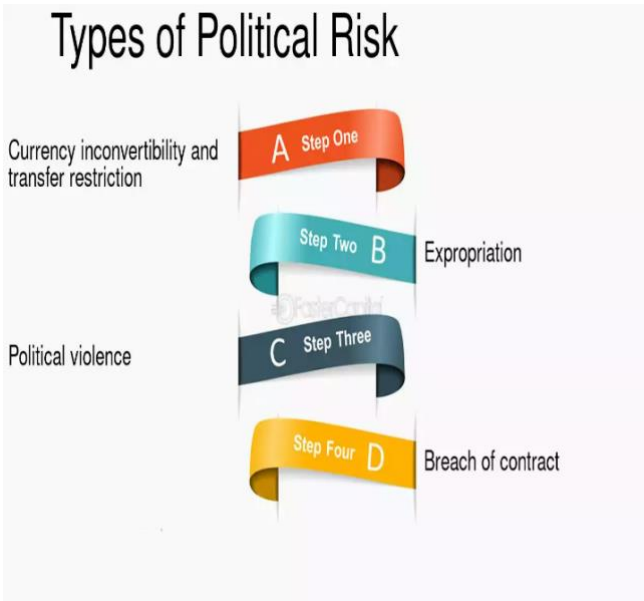 Types of Political Risk
Currency inconvertibility and
transfer restriction
A Step One
Step Two B
Expropriation
FasterCapital
Political violence
C Step Three
Step Four D
Breach of contract